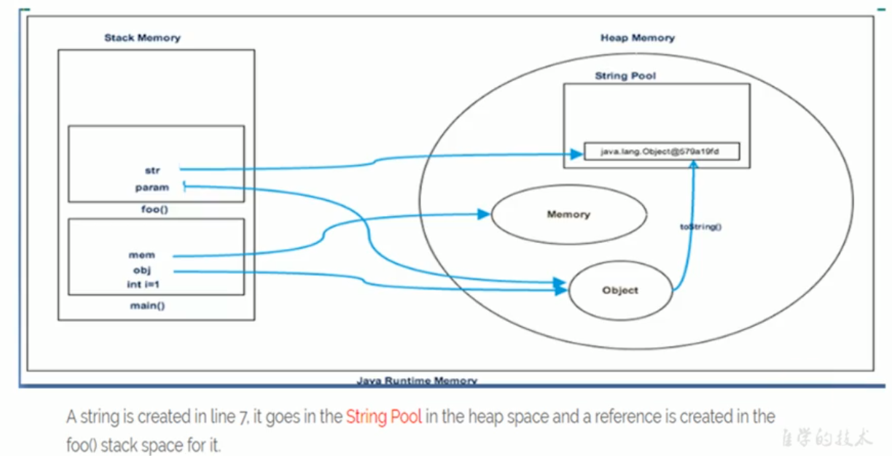 Stack Memory
Heap Memory
String Pool
java.lang.Object@579a19fd
str
param
foo()
Memory
toString()
mem
obj
int i=1
main()
Object
Java Runtime Memory
A string is created in line 7, it goes in the String Pool in the heap space and a reference is created in the
foo() stack space for it.
自学的技术